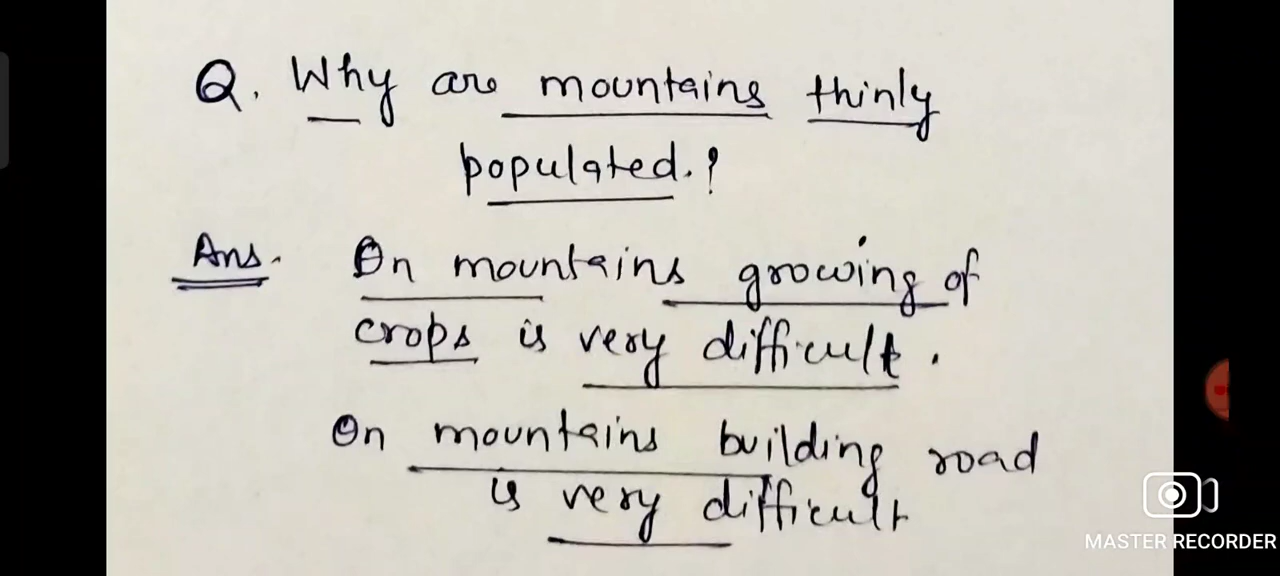 Q. Why are mountains thinly
populated.?
Ans. On mountains growing of
crops is very difficult.
On mountains building road
is very difficult
MASTER RECORDER